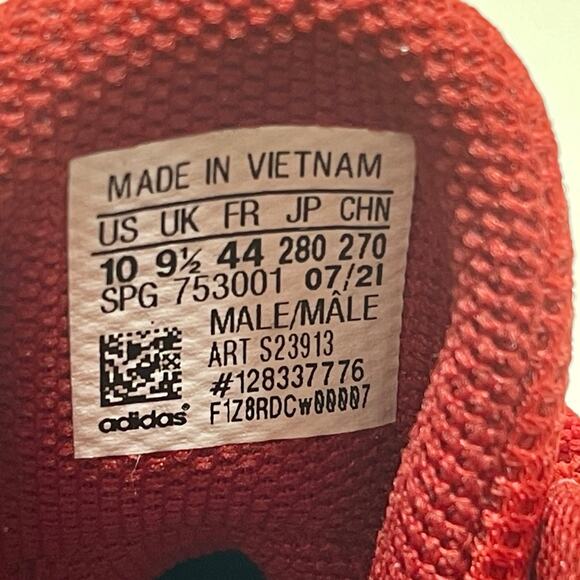 MADE IN VIETNAM
US UK FR JP CHN
10 9½ 44 280 270
SPG 753001 07/21
MALE/MÂLE
ART S23913
#128337776
adidas® F1Z8RDCw00007